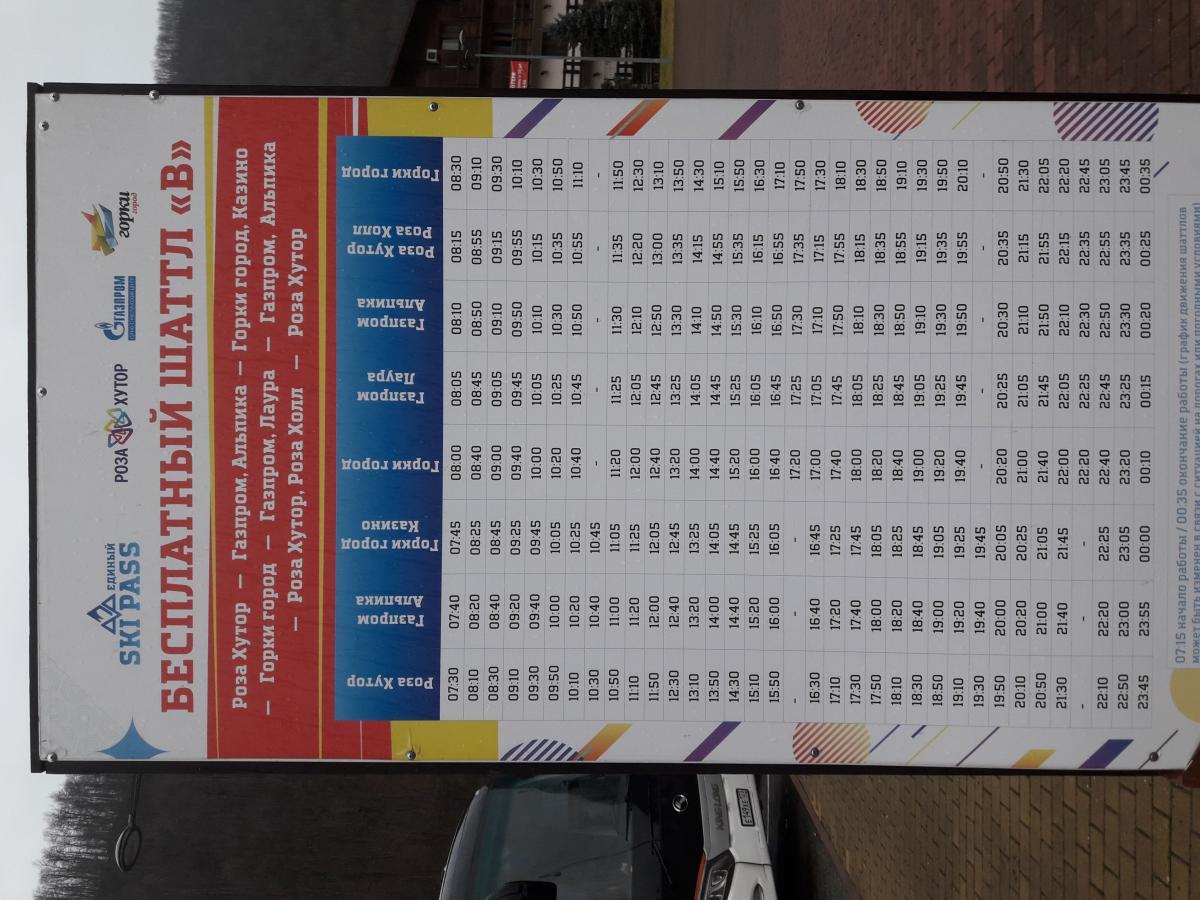 ЕДИНЫЙ
SKI PASS
РОЗА ХУТОР
ГАЗПРОМ
горки
город
БЕСПЛАТНЫЙ ШАТТЛ «В»
Роза Хутор — Газпром, Альпика — Горки город, Казино
— Горки город — Газпром, Лаура — Газпром, Альпика
— Роза Хутор, Роза Холл — Роза Хутор
Роза Хутор Газпром Альпика Горки город Казино Горки город Газпром Лаура Газпром Альпика Роза Хутор Роза Холл Горки город
07:30 07:40 07:45 08:00 08:05 08:10 08:15 08:30
08:10 08:20 08:25 08:40 08:45 08:50 08:55 09:10
08:30 08:40 08:45 09:00 09:05 09:10 09:15 09:30
09:10 09:20 09:25 09:40 09:45 09:50 09:55 10:10
09:30 09:40 09:45 10:00 10:05 10:10 10:15 10:30
09:50 10:00 10:05 10:20 10:25 10:30 10:35 10:50
10:10 10:20 10:25 10:40 10:45 10:50 10:55 11:10
10:30 10:40 10:45 - - - - -
10:50 11:00 11:05 11:20 11:25 11:30 11:35 11:50
11:10 11:20 11:25 12:00 12:05 12:10 12:20 12:30
11:50 12:00 12:05 12:40 12:45 12:50 13:00 13:10
12:30 12:40 12:45 13:20 13:25 13:30 13:35 13:50
13:10 13:20 13:25 14:00 14:05 14:10 14:15 14:30
13:50 14:00 14:05 14:40 14:45 14:50 14:55 15:10
14:30 14:40 14:45 15:20 15:25 15:30 15:35 15:50
15:10 15:20 15:25 16:00 16:05 16:10 16:15 16:30
15:50 16:00 16:05 16:40 16:45 16:50 16:55 17:10
- - - 17:20 17:25 17:30 17:35 17:50
16:30 16:40 16:45 17:00 17:05 17:10 17:15 17:30
17:10 17:20 17:25 17:40 17:45 17:50 17:55 18:10
17:30 17:40 17:45 18:00 18:05 18:10 18:15 18:30
17:50 18:00 18:05 18:20 18:25 18:30 18:35 18:50
18:10 18:20 18:25 18:40 18:45 18:50 18:55 19:10
18:30 18:40 18:45 19:00 19:05 19:10 19:15 19:30
18:50 19:00 19:05 19:20 19:25 19:30 19:35 19:50
19:10 19:20 19:25 19:40 19:45 19:50 19:55 20:10
19:30 19:40 19:45 - - - - -
19:50 20:00 20:05 20:20 20:25 20:30 20:35 20:50
20:10 20:20 20:25 21:00 21:05 21:10 21:15 21:30
20:50 21:00 21:05 21:40 21:45 21:50 21:55 22:05
21:30 21:40 21:45 22:00 22:05 22:10 22:15 22:20
- - - 22:20 22:25 22:30 22:35 22:45
22:10 22:20 22:25 22:40 22:45 22:50 22:55 23:05
22:50 23:00 23:05 23:20 23:25 23:30 23:35 23:45
23:45 23:55 00:00 00:10 00:15 00:20 00:25 00:35
07:15 начало работы / 00:35 окончание работы (график движения шаттлов
может быть изменен в связи с ситуацией на дорогах или погодными условиями)